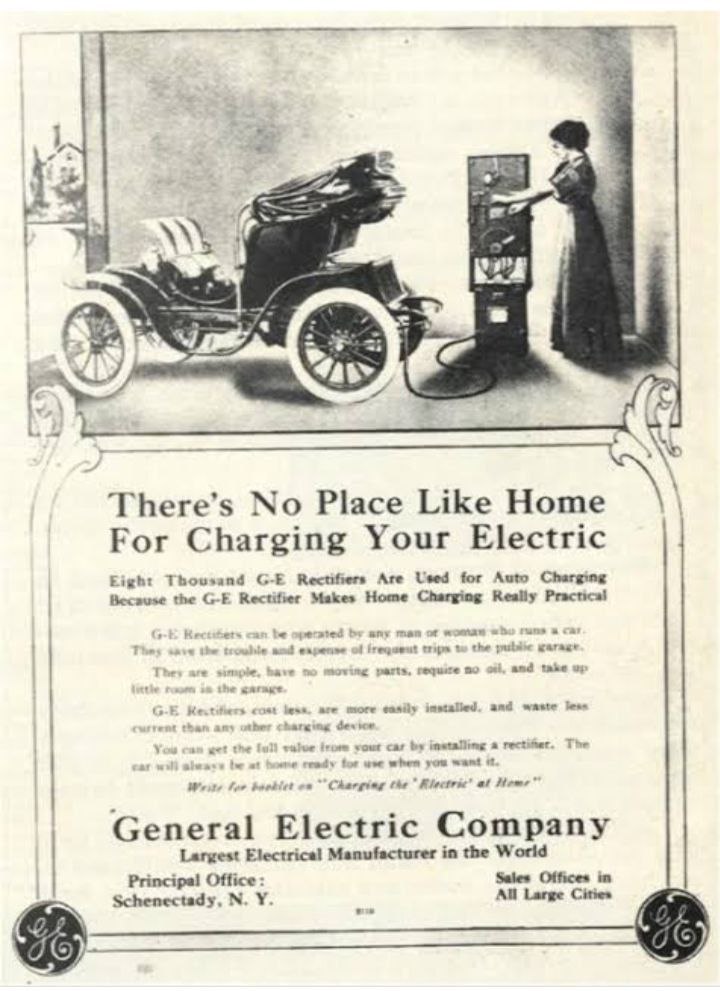 There's No Place Like Home
For Charging Your Electric
Eight Thousand G-E Rectifiers Are Used for Auto Charging
Because the G-E Rectifier Makes Home Charging Really Practical
G-E Rectifiers can be operated by any man or woman who runs a car.
They save the trouble and expense of frequent trips to the public garage.
They are simple, have no moving parts, require no oil, and take up
little room in the garage.
G-E Rectifiers cost less, are more easily installed, and waste less
current than any other charging device.
You can get the full value from your car by installing a rectifier. The
car will always be at home ready for use when you want it.
Write for booklet on "Charging the 'Electric' at Home"
General Electric Company
Largest Electrical Manufacturer in the World
Principal Office:
Schenectady, N. Y.
Sales Offices in
All Large Cities
GE
GE